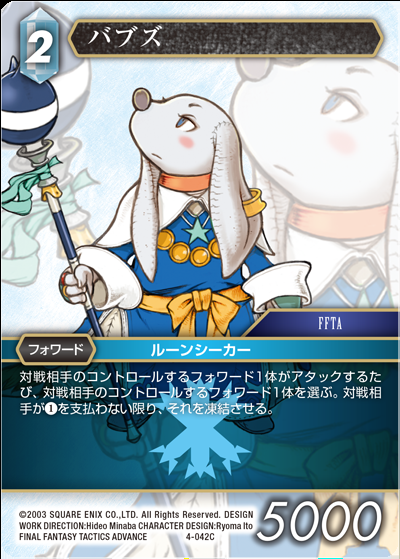 2
バブズ
FFTA
フォワード
ルーンシーカー
対戦相手のコントロールするフォワード1体がアタックするた
び、対戦相手のコントロールするフォワード1体を選ぶ。対戦相
手が❶を支払わない限り、それを凍結させる。
©2003 SQUARE ENIX CO.,LTD. All Rights Reserved. DESIGN
WORK DIRECTION:Hideo Minaba CHARACTER DESIGN:Ryoma Ito
FINAL FANTASY TACTICS ADVANCE 4-042C
5000